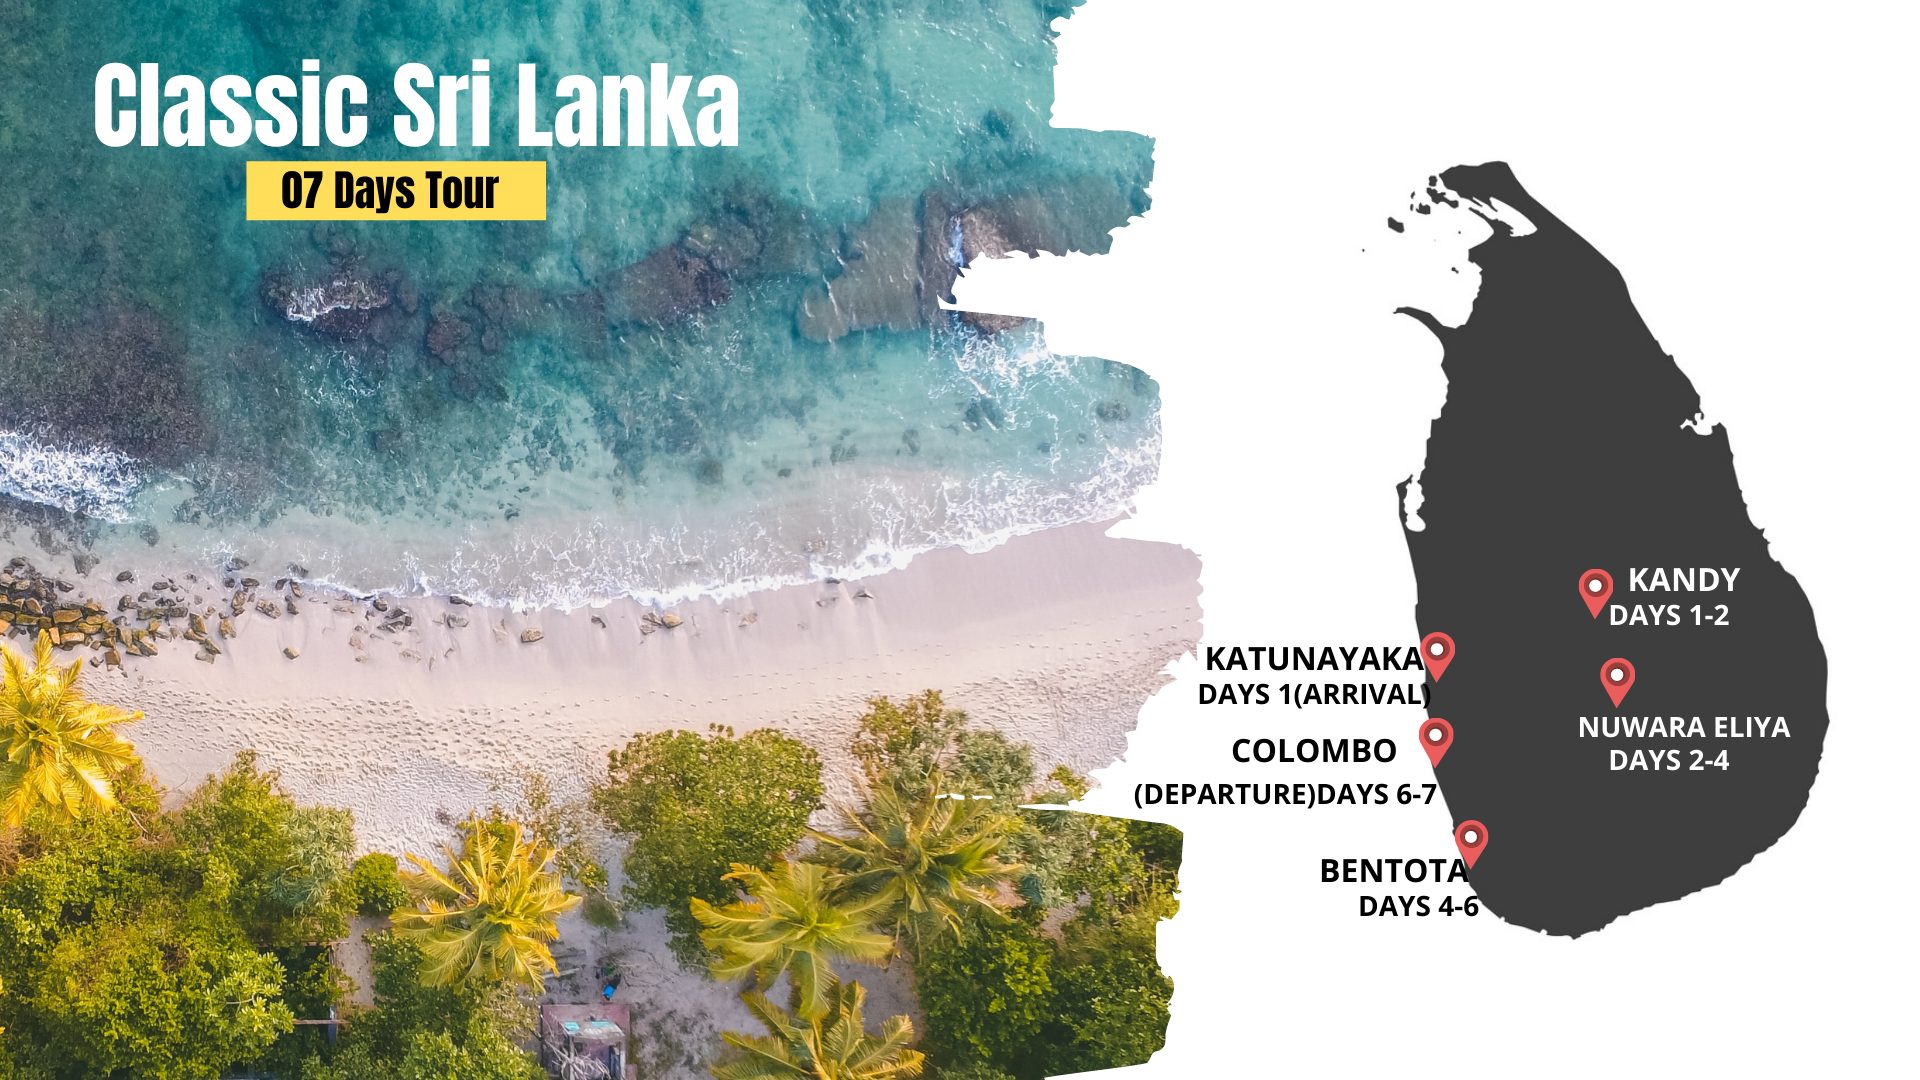 Classic Sri Lanka
07 Days Tour
KANDY
DAYS 1-2
KATUNAYAKA
DAYS 1(ARRIVAL)
NUWARA ELIYA
DAYS 2-4
COLOMBO
(DEPARTURE)DAYS 6-7
BENTOTA
DAYS 4-6